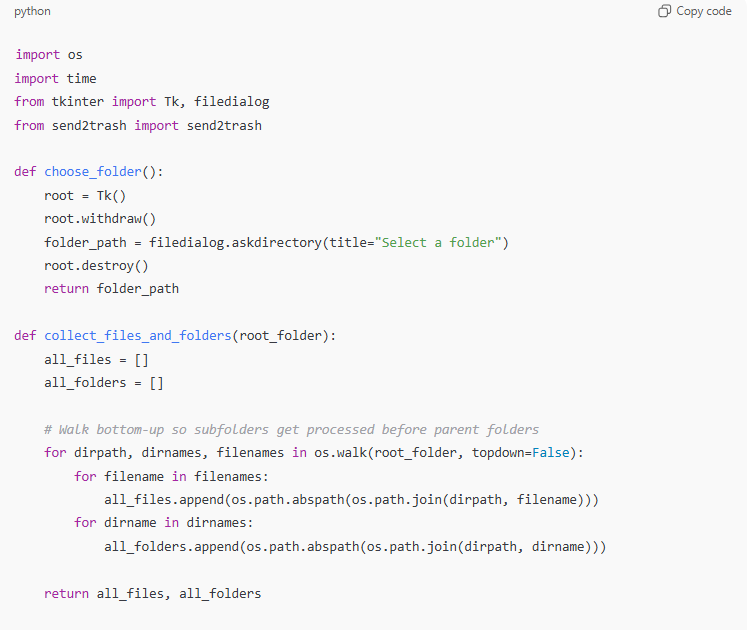 python
Copy code
import os
import time
from tkinter import Tk, filedialog
from send2trash import send2trash
def choose_folder():
    root = Tk()
    root.withdraw()
    folder_path = filedialog.askdirectory(title="Select a folder")
    root.destroy()
    return folder_path
def collect_files_and_folders(root_folder):
    all_files = []
    all_folders = []
    # Walk bottom-up so subfolders get processed before parent folders
    for dirpath, dirnames, filenames in os.walk(root_folder, topdown=False):
        for filename in filenames:
            all_files.append(os.path.abspath(os.path.join(dirpath, filename)))
        for dirname in dirnames:
            all_folders.append(os.path.abspath(os.path.join(dirpath, dirname)))
    return all_files, all_folders